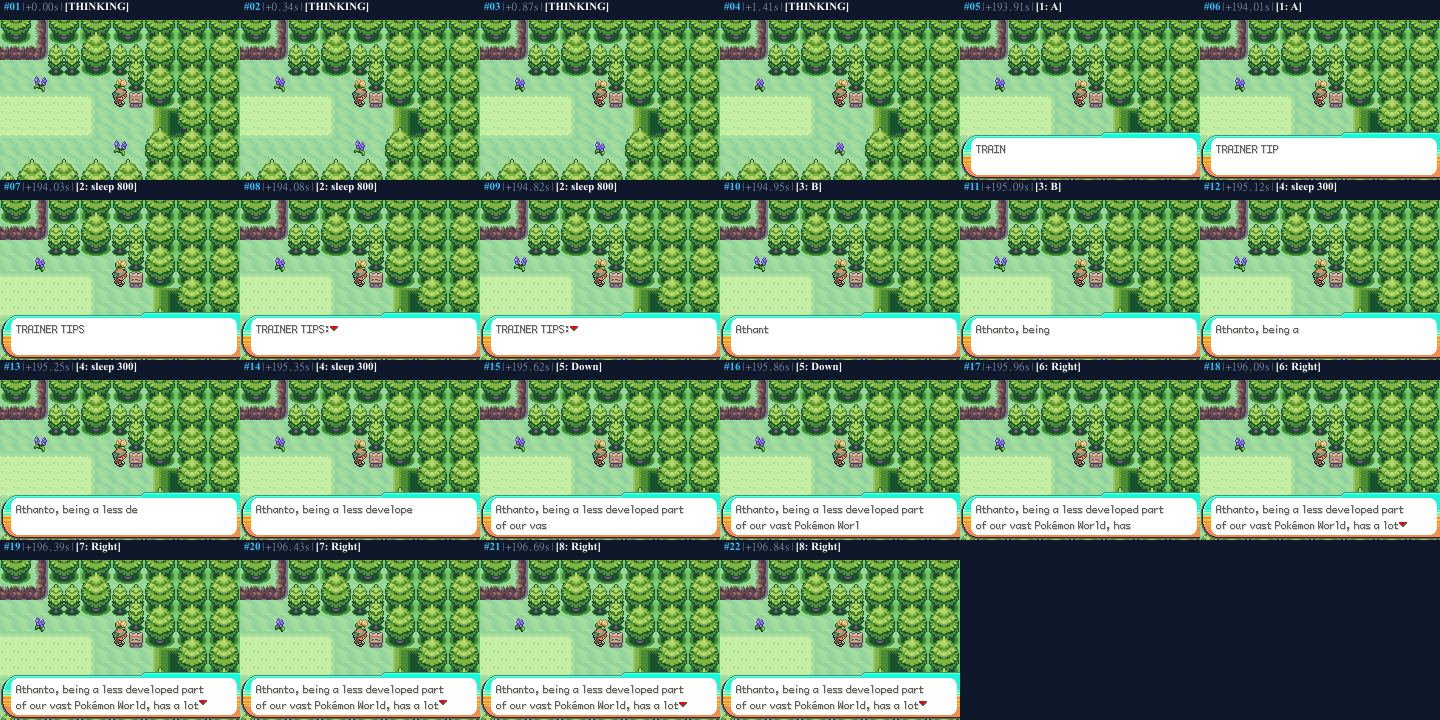 #01 | +0.00s | [THINKING]
#02 | +0.34s | [THINKING]
#03 | +0.87s | [THINKING]
#04 | +1.41s | [THINKING]
#05 | +193.91s | [1: A]
#06 | +194.01s | [1: A]
TRAIN
TRAINER TIP
#07 | +194.03s | [2: sleep 800]
#08 | +194.08s | [2: sleep 800]
#09 | +194.82s | [2: sleep 800]
#10 | +194.95s | [3: B]
#11 | +195.09s | [3: B]
#12 | +195.12s | [4: sleep 300]
TRAINER TIPS
TRAINER TIPS:
TRAINER TIPS:
Athant
Athanto, being
Athanto, being a
#13 | +195.25s | [4: sleep 300]
#14 | +195.35s | [4: sleep 300]
#15 | +195.62s | [5: Down]
#16 | +195.86s | [5: Down]
#17 | +195.96s | [6: Right]
#18 | +196.09s | [6: Right]
Athanto, being a less de
Athanto, being a less develope
Athanto, being a less developed part
of our vas
Athanto, being a less developed part
of our vast Pokémon Worl
Athanto, being a less developed part
of our vast Pokémon World, has
Athanto, being a less developed part
of our vast Pokémon World, has a lot
#19 | +196.39s | [7: Right]
#20 | +196.43s | [7: Right]
#21 | +196.69s | [8: Right]
#22 | +196.84s | [8: Right]
Athanto, being a less developed part
of our vast Pokémon World, has a lot
Athanto, being a less developed part
of our vast Pokémon World, has a lot
Athanto, being a less developed part
of our vast Pokémon World, has a lot
Athanto, being a less developed part
of our vast Pokémon World, has a lot